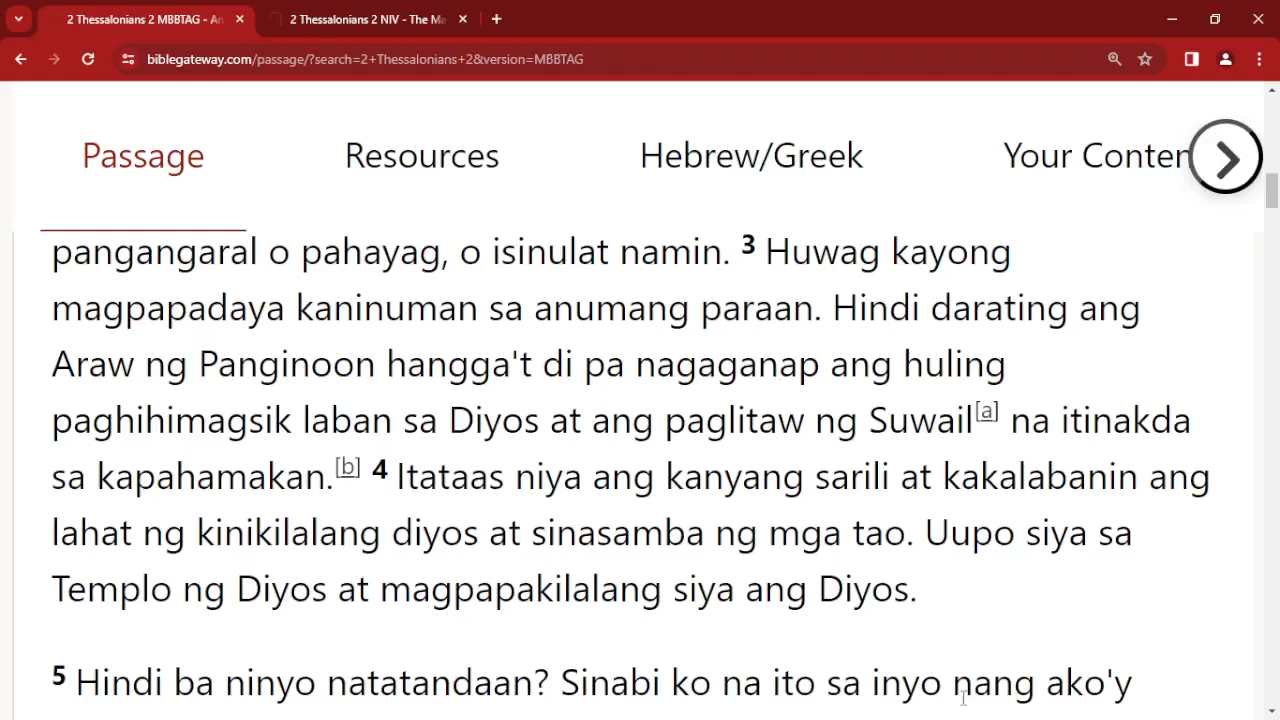 2 Thessalonians 2 MBBTAG - An
2 Thessalonians 2 NIV - The Ma
biblegateway.com/passage/?search=2+Thessalonians+2&version=MBBTAG
Passage Resources Hebrew/Greek Your Conten
pangangaral o pahayag, o isinulat namin. 3 Huwag kayong
magpapadaya kaninuman sa anumang paraan. Hindi darating ang
Araw ng Panginoon hangga't di pa nagaganap ang huling
paghihimagsik laban sa Diyos at ang paglitaw ng Suwail[a] na itinakda
sa kapahamakan.[b] 4 Itataas niya ang kanyang sarili at kakalabanin ang
lahat ng kinikilalang diyos at sinasamba ng mga tao. Uupo siya sa
Templo ng Diyos at magpapakilalang siya ang Diyos.
5 Hindi ba ninyo natatandaan? Sinabi ko na ito sa inyo nang ako'y